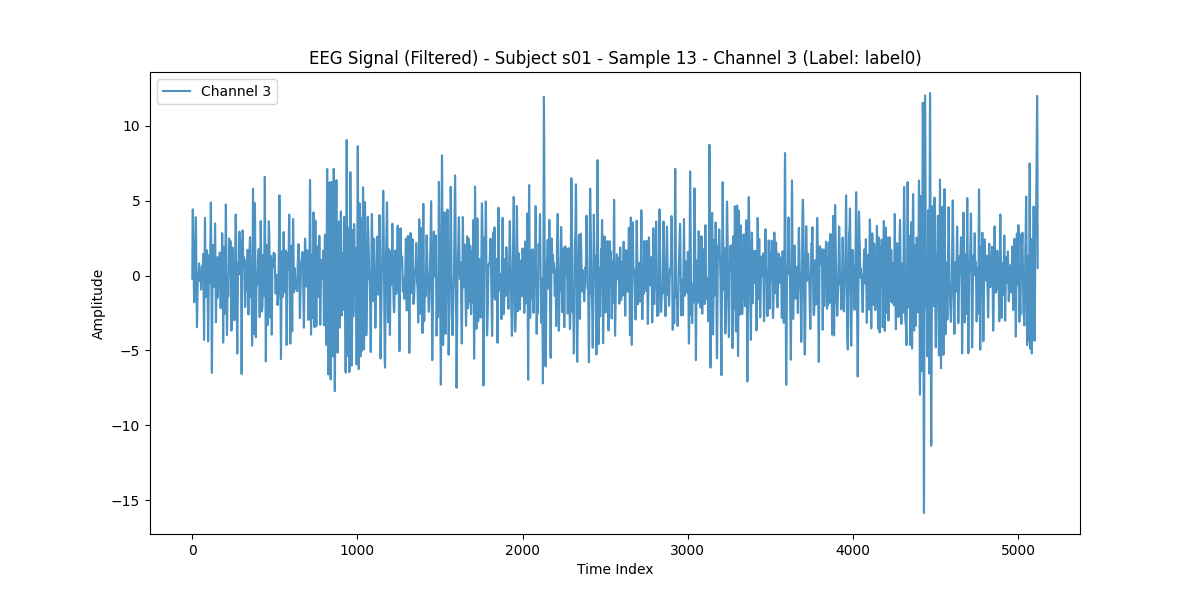 EEG Signal (Filtered) - Subject s01 - Sample 13 - Channel 3 (Label: label0)
Channel 3
10
5
0
−5
−10
−15
Amplitude
0 1000 2000 3000 4000 5000
Time Index